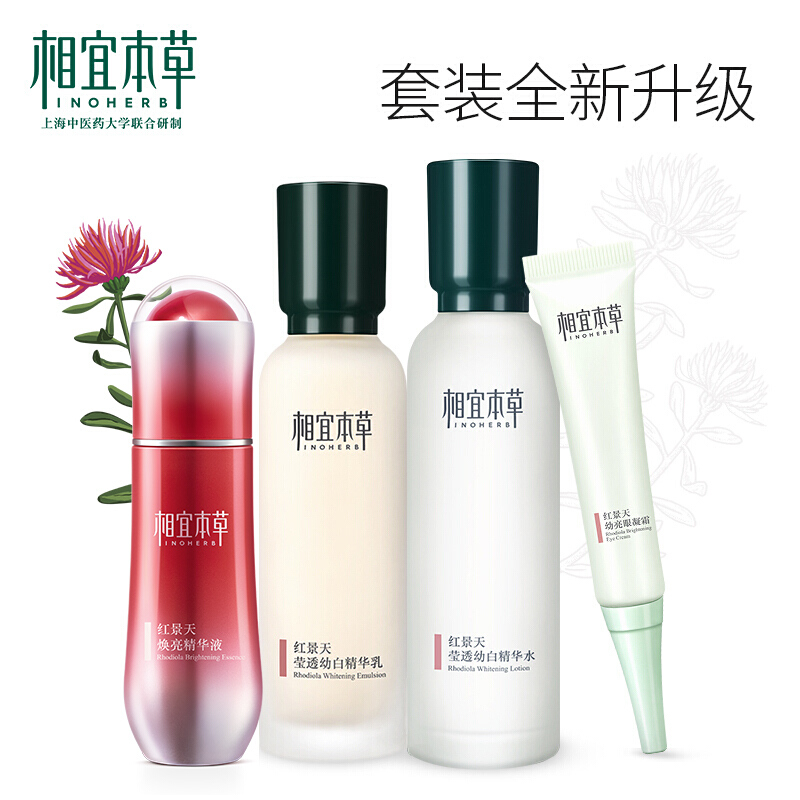 相宜本草
INOHERB
上海中医药大学联合研制
套装全新升级
相宜本草
INOHERB
红景天
焕亮精华液
Rhodiola Brightening Essence
相宜本草
INOHERB
红景天
莹透幼白精华乳
Rhodiola Whitening Emulsion
相宜本草
INOHERB
红景天
莹透幼白精华水
Rhodiola Whitening Lotion
相宜本草
INOHERB
红景天
幼亮眼凝霜
Rhodiola Brightening
Eye Cream